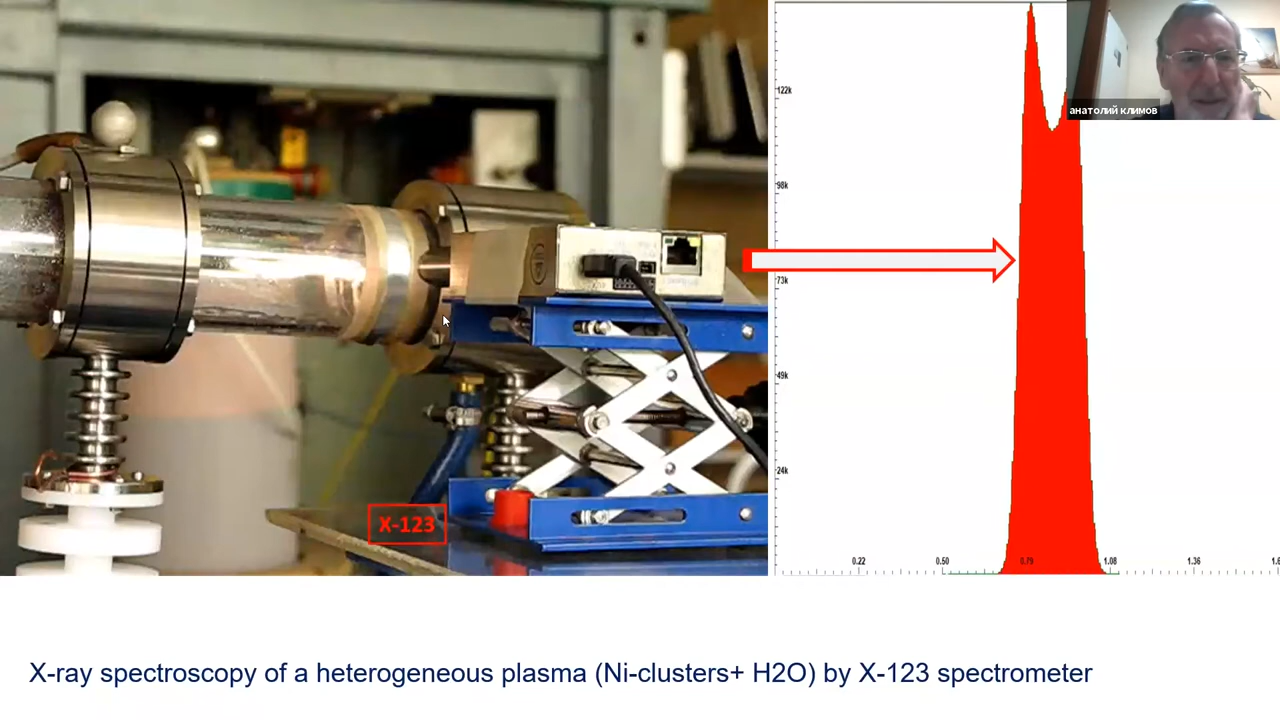 122k
98k
73k
49k
24k
0.22 0.50 0.79 1.08 1.36
анатолий климов
X-123
X-ray spectroscopy of a heterogeneous plasma (Ni-clusters+ H2O) by X-123 spectrometer